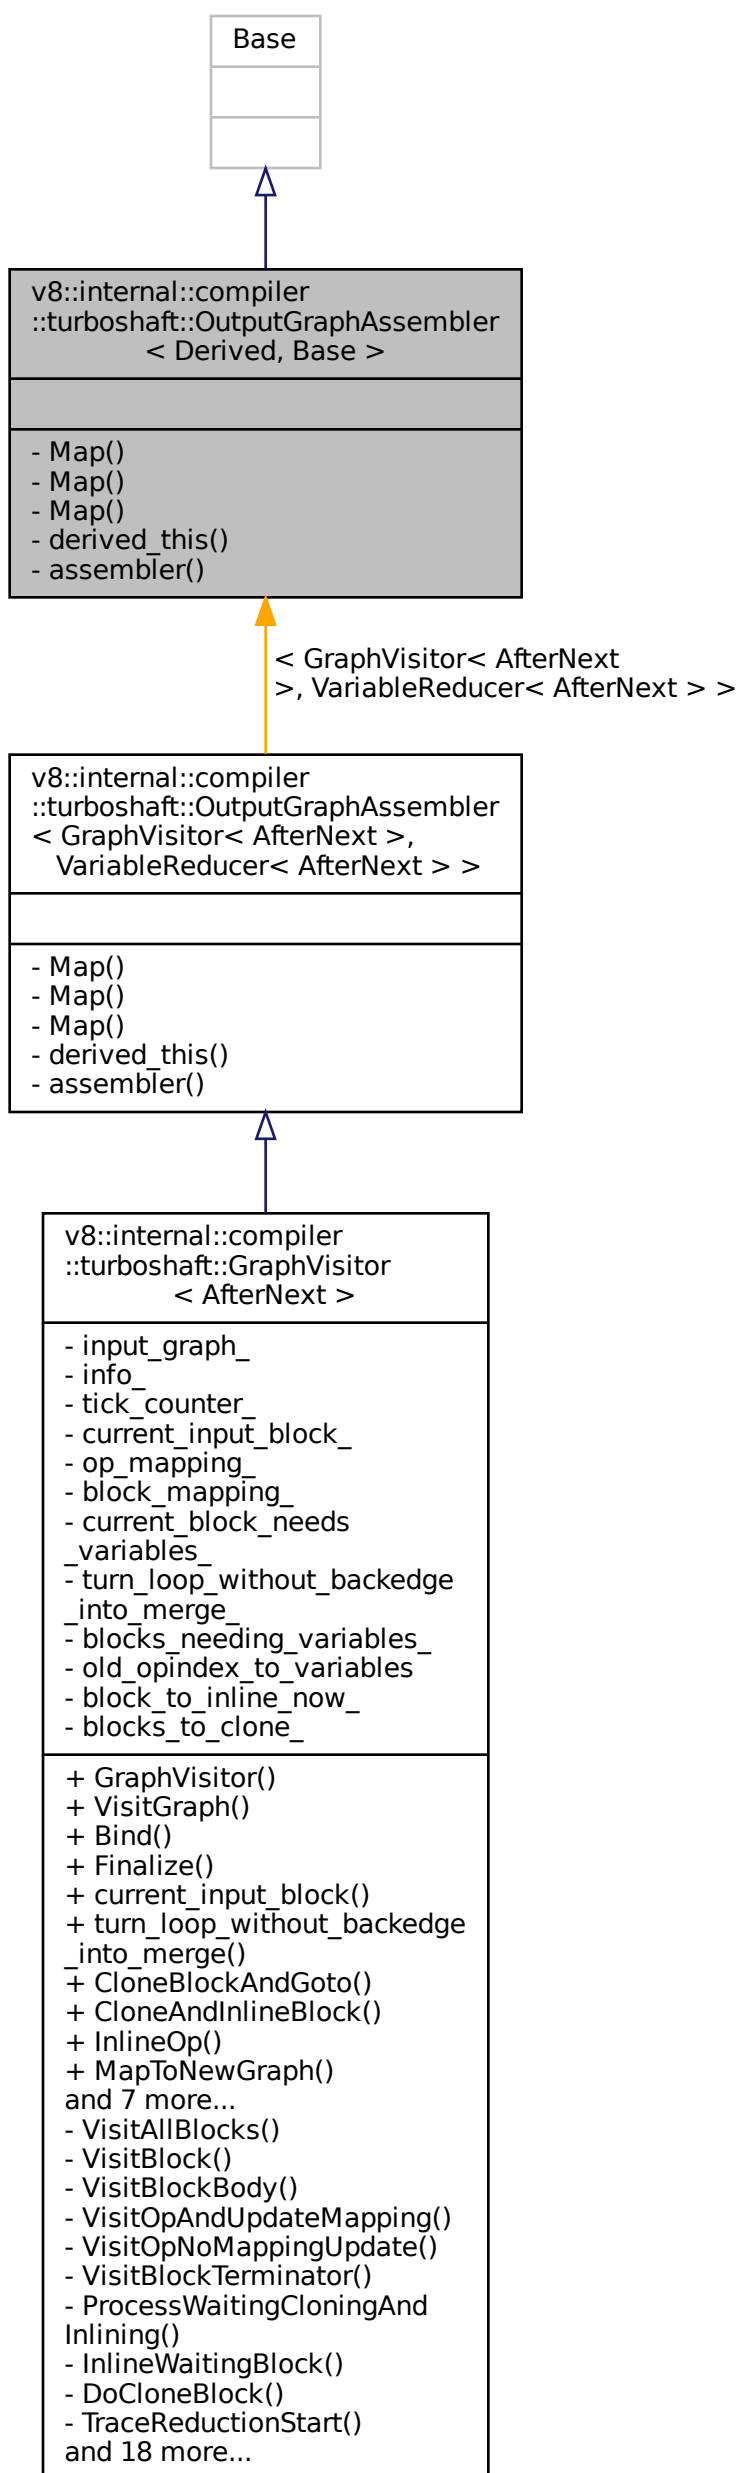 Base
v8::internal::compiler
::turboshaft::OutputGraphAssembler
< Derived, Base >
- Map()
- Map()
- Map()
- derived_this()
- assembler()
< GraphVisitor< AfterNext
>, VariableReducer< AfterNext > >
v8::internal::compiler
::turboshaft::OutputGraphAssembler
< GraphVisitor< AfterNext >,
VariableReducer< AfterNext > >
- Map()
- Map()
- Map()
- derived_this()
- assembler()
v8::internal::compiler
::turboshaft::GraphVisitor
< AfterNext >
- input_graph_
- info_
- tick_counter_
- current_input_block_
- op_mapping_
- block_mapping_
- current_block_needs
_variables_
- turn_loop_without_backedge
_into_merge_
- blocks_needing_variables_
- old_opindex_to_variables
- block_to_inline_now_
- blocks_to_clone_
+ GraphVisitor()
+ VisitGraph()
+ Bind()
+ Finalize()
+ current_input_block()
+ turn_loop_without_backedge
_into_merge()
+ CloneBlockAndGoto()
+ CloneAndInlineBlock()
+ InlineOp()
+ MapToNewGraph()
and 7 more...
- VisitAllBlocks()
- VisitBlock()
- VisitBlockBody()
- VisitOpAndUpdateMapping()
- VisitOpNoMappingUpdate()
- VisitBlockTerminator()
- ProcessWaitingCloningAnd
Inlining()
- InlineWaitingBlock()
- DoCloneBlock()
- TraceReductionStart()
and 18 more...